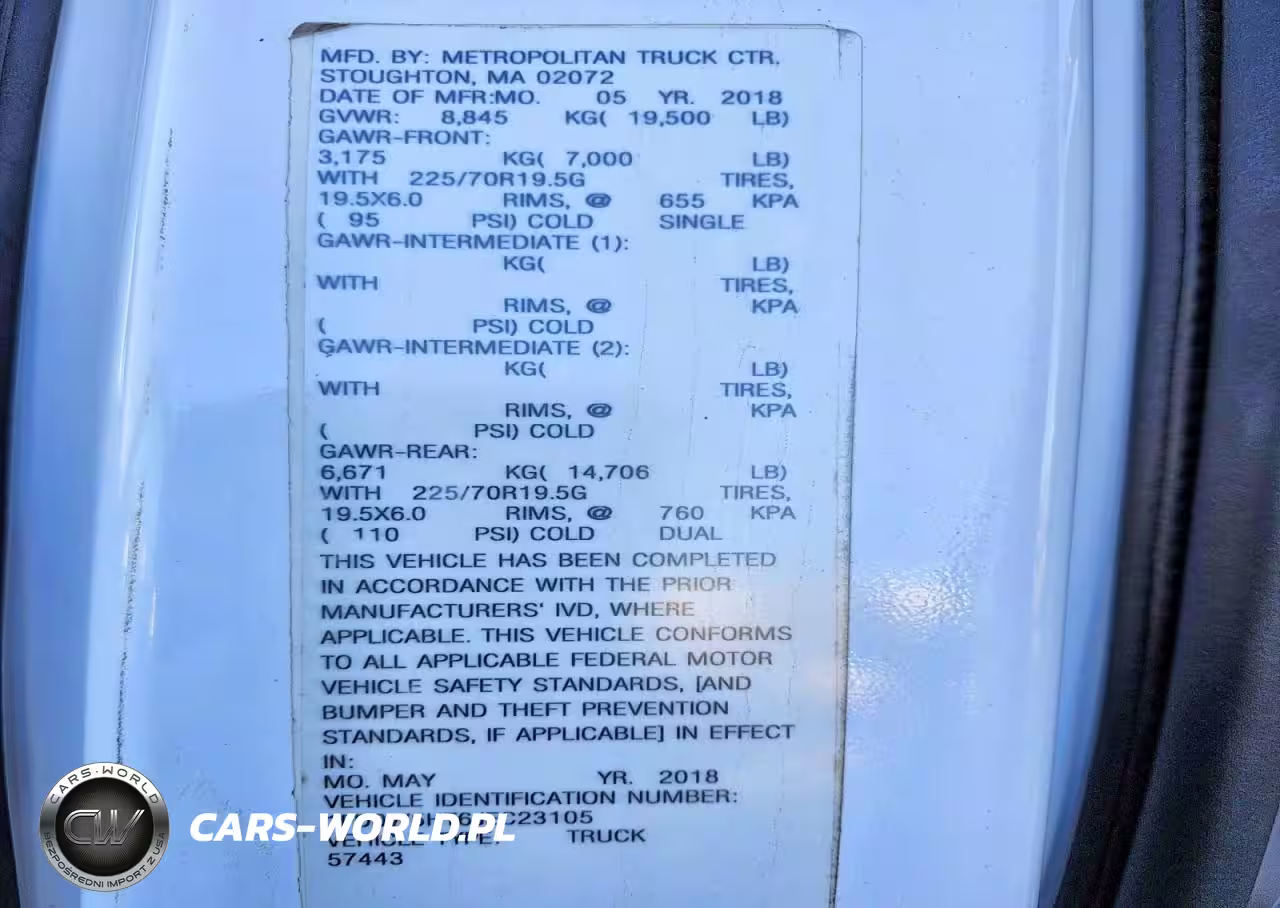 MFD. BY: METROPOLITAN TRUCK CTR.
STOUGHTON, MA 02072
DATE OF MFR:MO. 05 YR. 2018
GVWR: 8,845 KG( 19,500 LB)
GAWR-FRONT:
3,175 KG( 7,000 LB)
WITH 225/70R19.5G TIRES,
19.5X6.0 RIMS, @ 655 KPA
( 95 PSI) COLD SINGLE
GAWR-INTERMEDIATE (1):
KG( LB)
WITH TIRES,
RIMS, @ KPA
( PSI) COLD
GAWR-INTERMEDIATE (2):
KG( LB)
WITH TIRES,
RIMS, @ KPA
( PSI) COLD
GAWR-REAR:
6,671 KG( 14,706 LB)
WITH 225/70R19.5G TIRES,
19.5X6.0 RIMS, @ 760 KPA
( 110 PSI) COLD DUAL
THIS VEHICLE HAS BEEN COMPLETED
IN ACCORDANCE WITH THE PRIOR
MANUFACTURERS' IVD, WHERE
APPLICABLE. THIS VEHICLE CONFORMS
TO ALL APPLICABLE FEDERAL MOTOR
VEHICLE SAFETY STANDARDS, [AND
BUMPER AND THEFT PREVENTION
STANDARDS, IF APPLICABLE] IN EFFECT
IN:
MO. MAY YR. 2018
VEHICLE IDENTIFICATION NUMBER:
VEHICLE TYPE: TRUCK
57443
CARS-WORLD
CW
BEZPOŚREDNI IMPORT Z USA
CARS-WORLD.PL